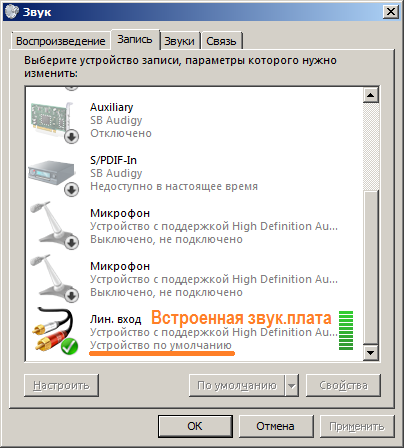 Звук
Воспроизведение Запись Звуки Связь
Выберите устройство записи, параметры которого нужно
изменить:
Auxiliary
SB Audigy
Отключено
S/PDIF-In
SB Audigy
Недоступно в настоящее время
Микрофон
Устройство с поддержкой High Definition Au...
Выключено, не подключено
Микрофон
Устройство с поддержкой High Definition Au...
Выключено, не подключено
Лин. вход Встроенная звук.плата
Устройство с поддержкой High Definition Au...
Устройство по умолчанию
Настроить По умолчанию Свойства
ОК Отмена Применить